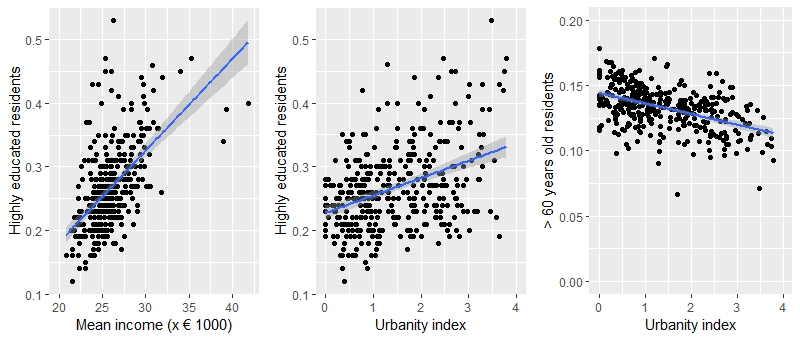 Highly educated residents
0.5
0.4
0.3
0.2
0.1
20 25 30 35 40
Mean income (x € 1000)
Highly educated residents
0.5
0.4
0.3
0.2
0.1
0 1 2 3 4
Urbanity index
> 60 years old residents
0.20
0.15
0.10
0.05
0.00
0 1 2 3 4
Urbanity index